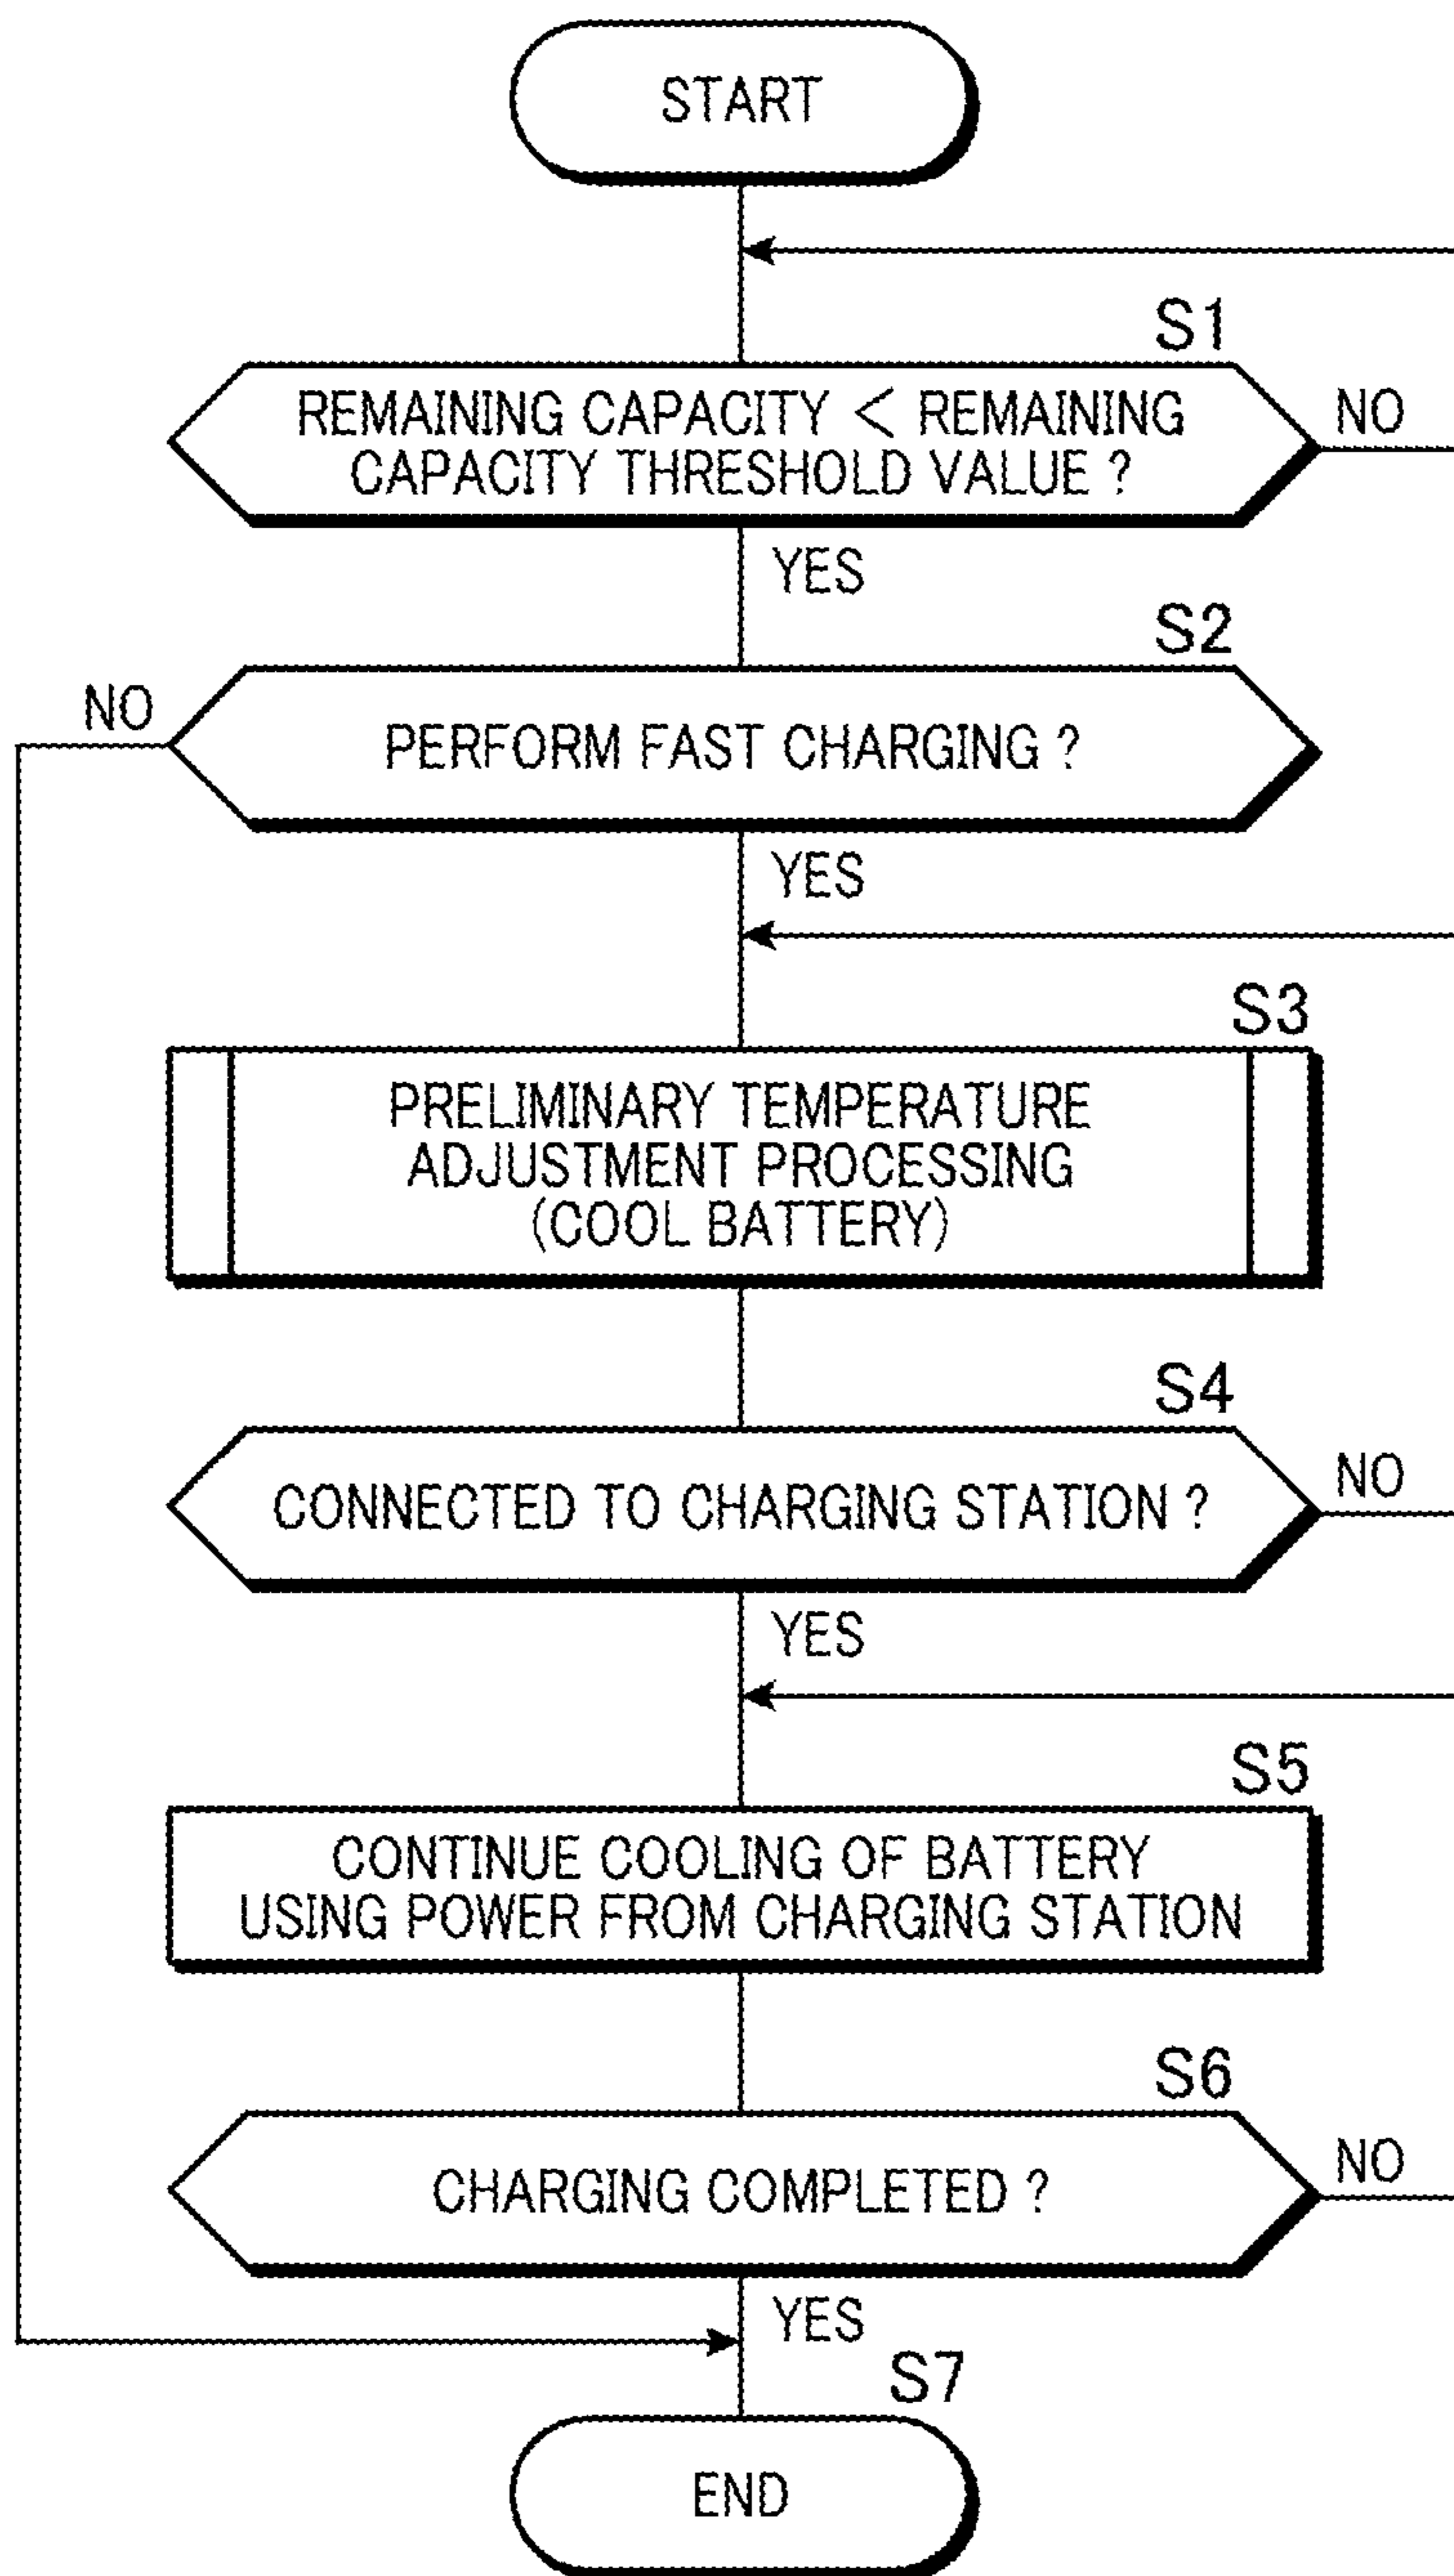 START
S1
REMAINING CAPACITY < REMAINING
CAPACITY THRESHOLD VALUE ?
NO
YES
S2
NO
PERFORM FAST CHARGING ?
YES
S3
PRELIMINARY TEMPERATURE
ADJUSTMENT PROCESSING
(COOL BATTERY)
S4
CONNECTED TO CHARGING STATION ?
NO
YES
S5
CONTINUE COOLING OF BATTERY
USING POWER FROM CHARGING STATION
S6
CHARGING COMPLETED ?
NO
YES
S7
END